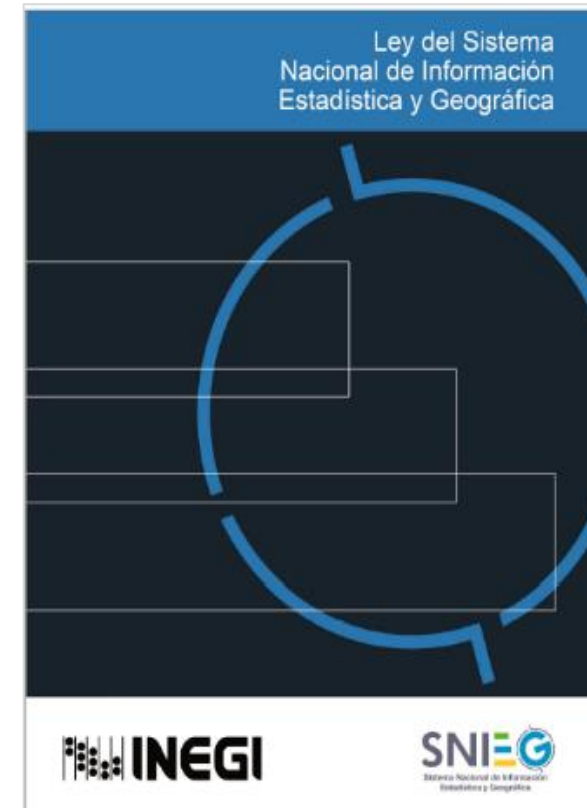 Ley del Sistema
Nacional de Información
Estadística y Geográfica
INEGI
SNIEG
Sistema Nacional de Información
Estadística y Geográfica